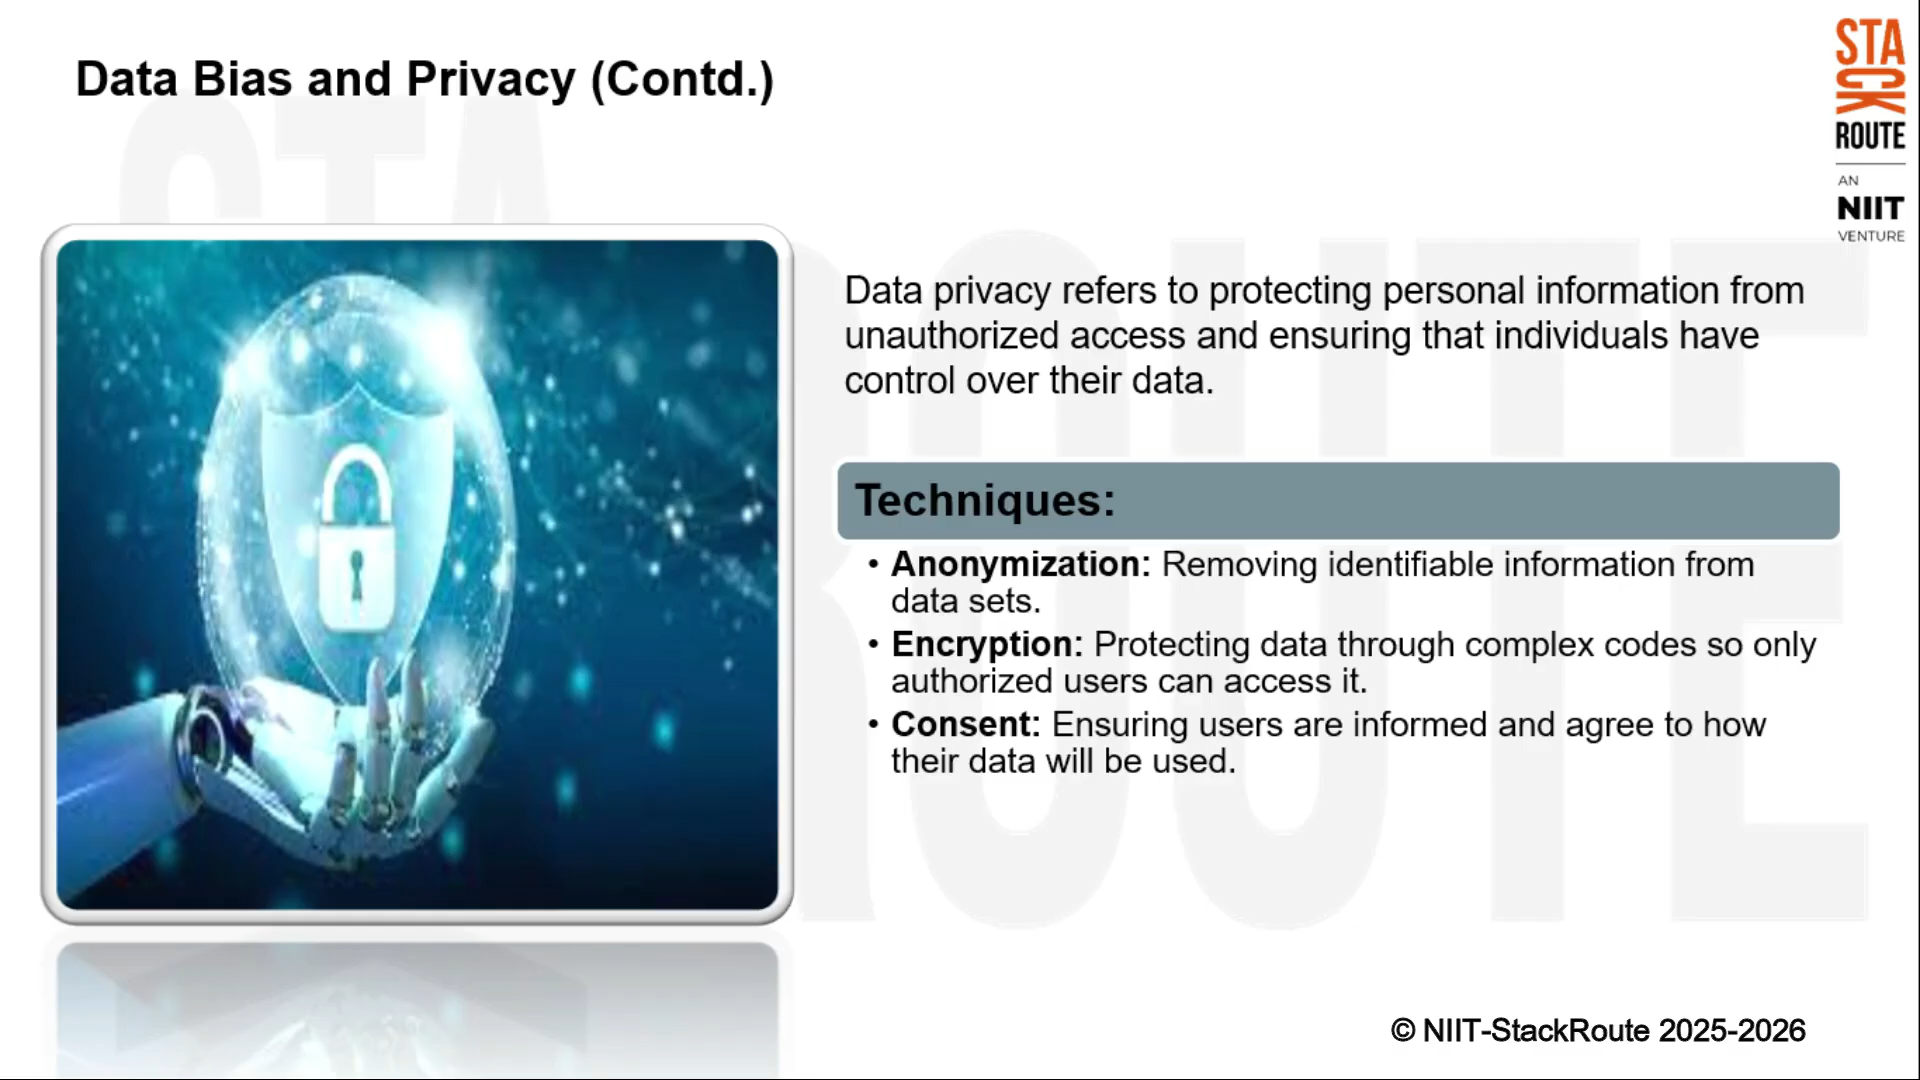 Data Bias and Privacy (Contd.)
STA
CK
ROUTE
AN
NIIT
VENTURE
Data privacy refers to protecting personal information from
unauthorized access and ensuring that individuals have
control over their data.
Techniques:
• Anonymization: Removing identifiable information from
data sets.
• Encryption: Protecting data through complex codes so only
authorized users can access it.
• Consent: Ensuring users are informed and agree to how
their data will be used.
© NIIT-StackRoute 2025-2026
STA
ROUTE